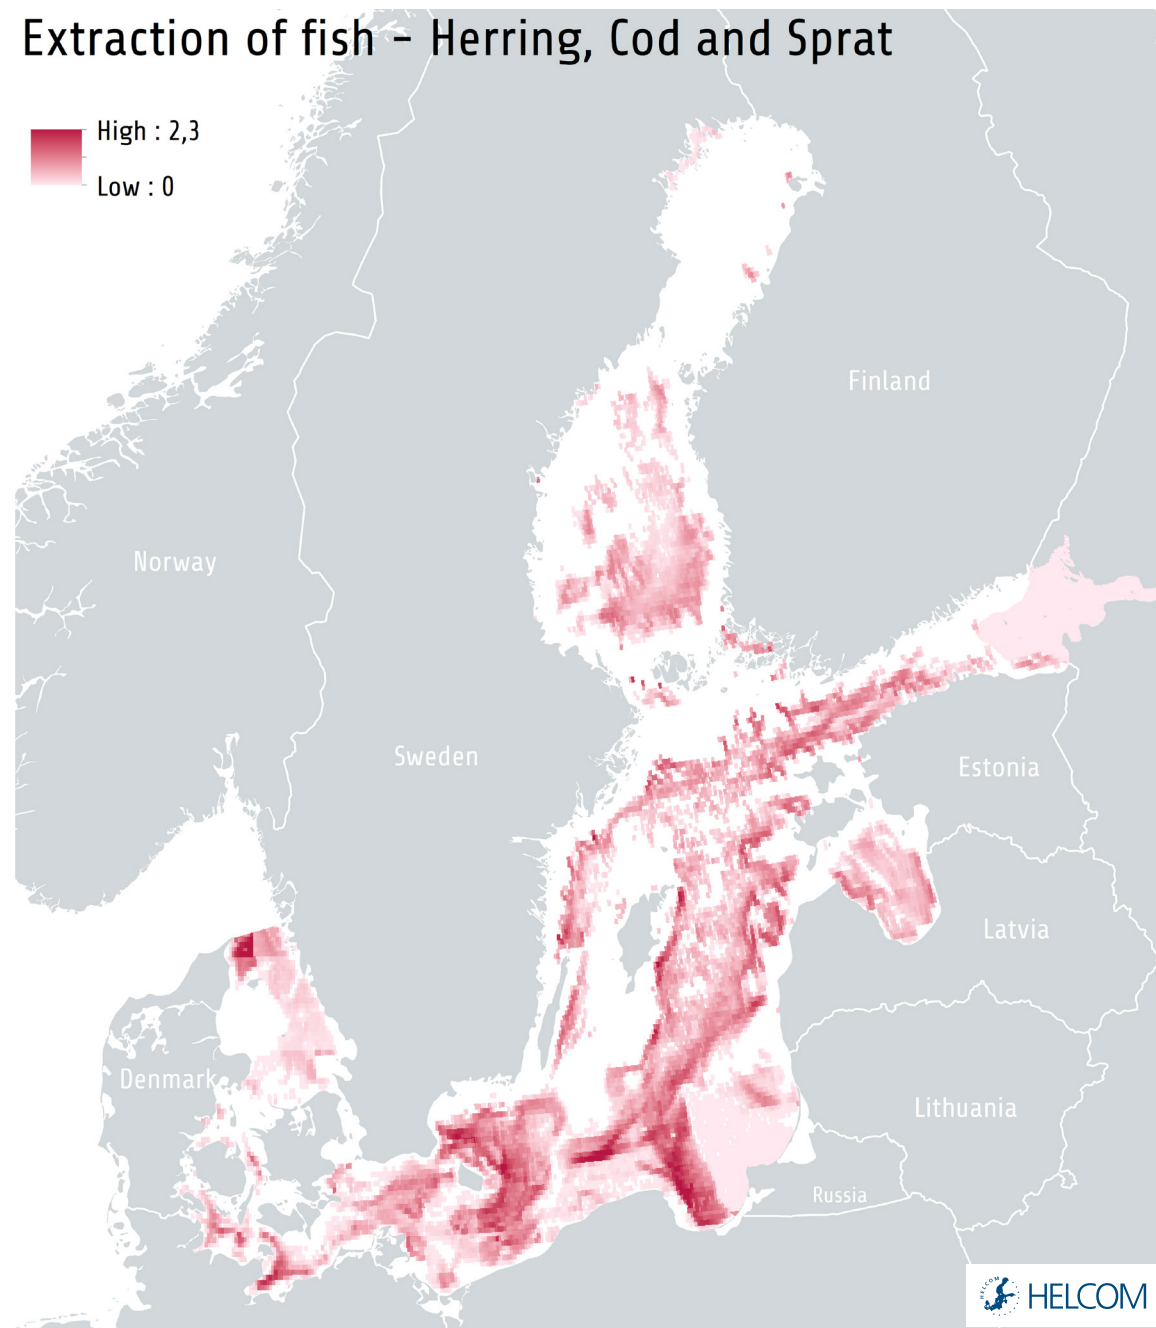 Extraction of fish - Herring, Cod and Sprat
High : 2,3
Low : 0
Finland
Norway
Sweden
Estonia
Latvia
Denmark
Lithuania
Russia
HELCOM
HELCOM